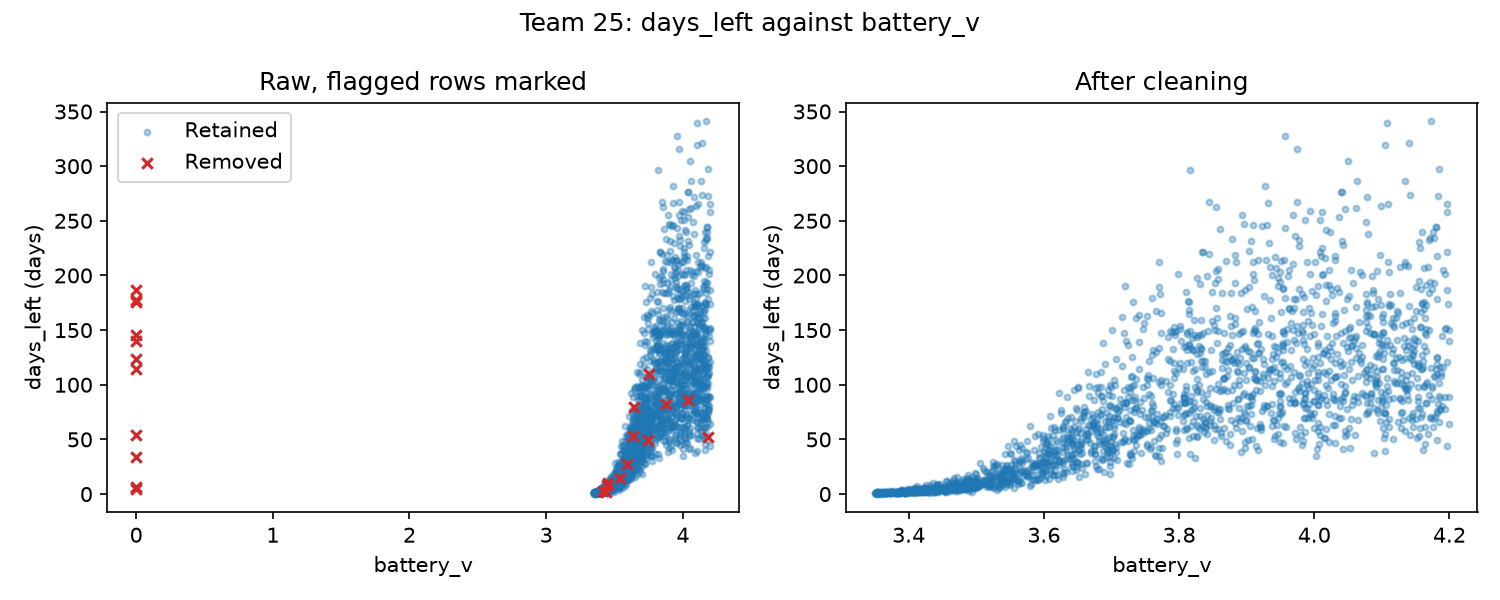 Team 25: days_left against battery_v
Raw, flagged rows marked
Retained
Removed
350
300
250
200
150
100
50
0
days_left (days)
0
1
2
3
4
battery_v
After cleaning
350
300
250
200
150
100
50
0
days_left (days)
3.4
3.6
3.8
4.0
4.2
battery_v